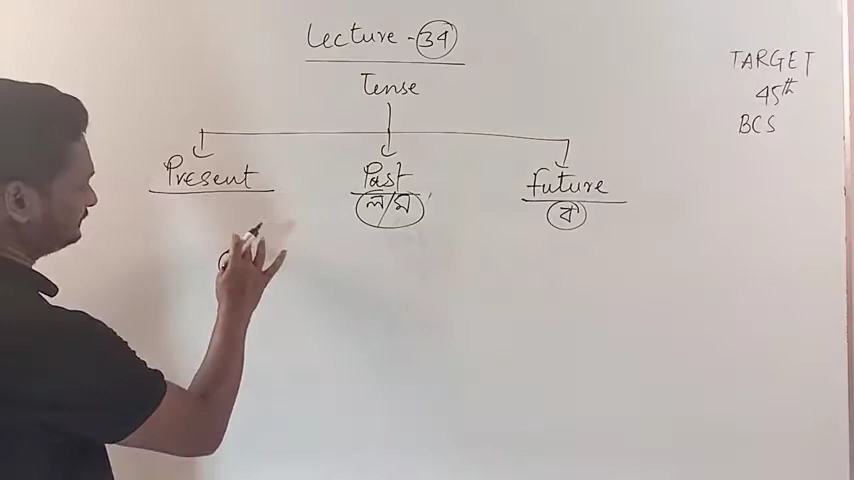 Lecture - 34
Tense
Present Past Future
ল/ম ব
TARGET
45th
BCS